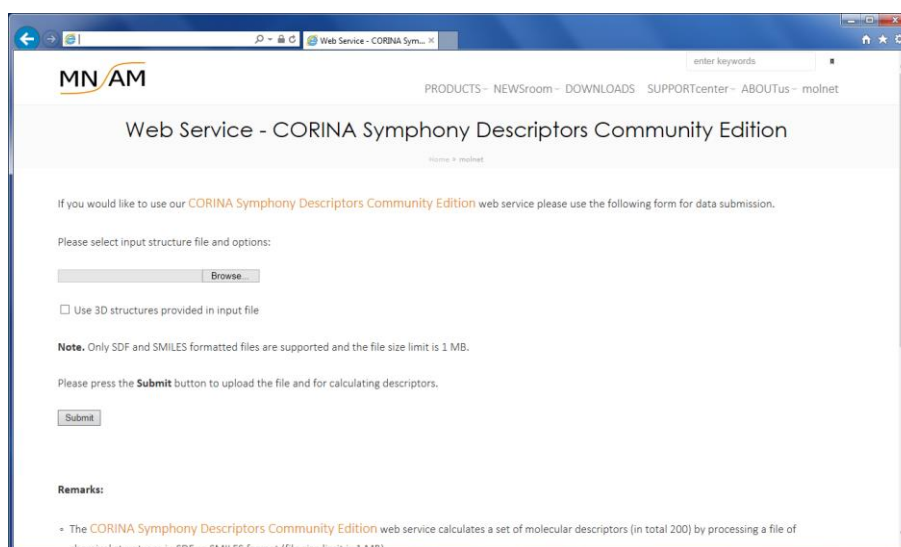 Web Service - CORINA Sym...
MN AM
enter keywords
PRODUCTS - NEWSroom - DOWNLOADS SUPPORTcenter - ABOUTus - molnet
Web Service - CORINA Symphony Descriptors Community Edition
Home » molnet
If you would like to use our CORINA Symphony Descriptors Community Edition web service please use the following form for data submission.
Please select input structure file and options:
Browse...
Use 3D structures provided in input file
Note. Only SDF and SMILES formatted files are supported and the file size limit is 1 MB.
Please press the Submit button to upload the file and for calculating descriptors.
Submit
Remarks:
The CORINA Symphony Descriptors Community Edition web service calculates a set of molecular descriptors (in total 200) by processing a file of